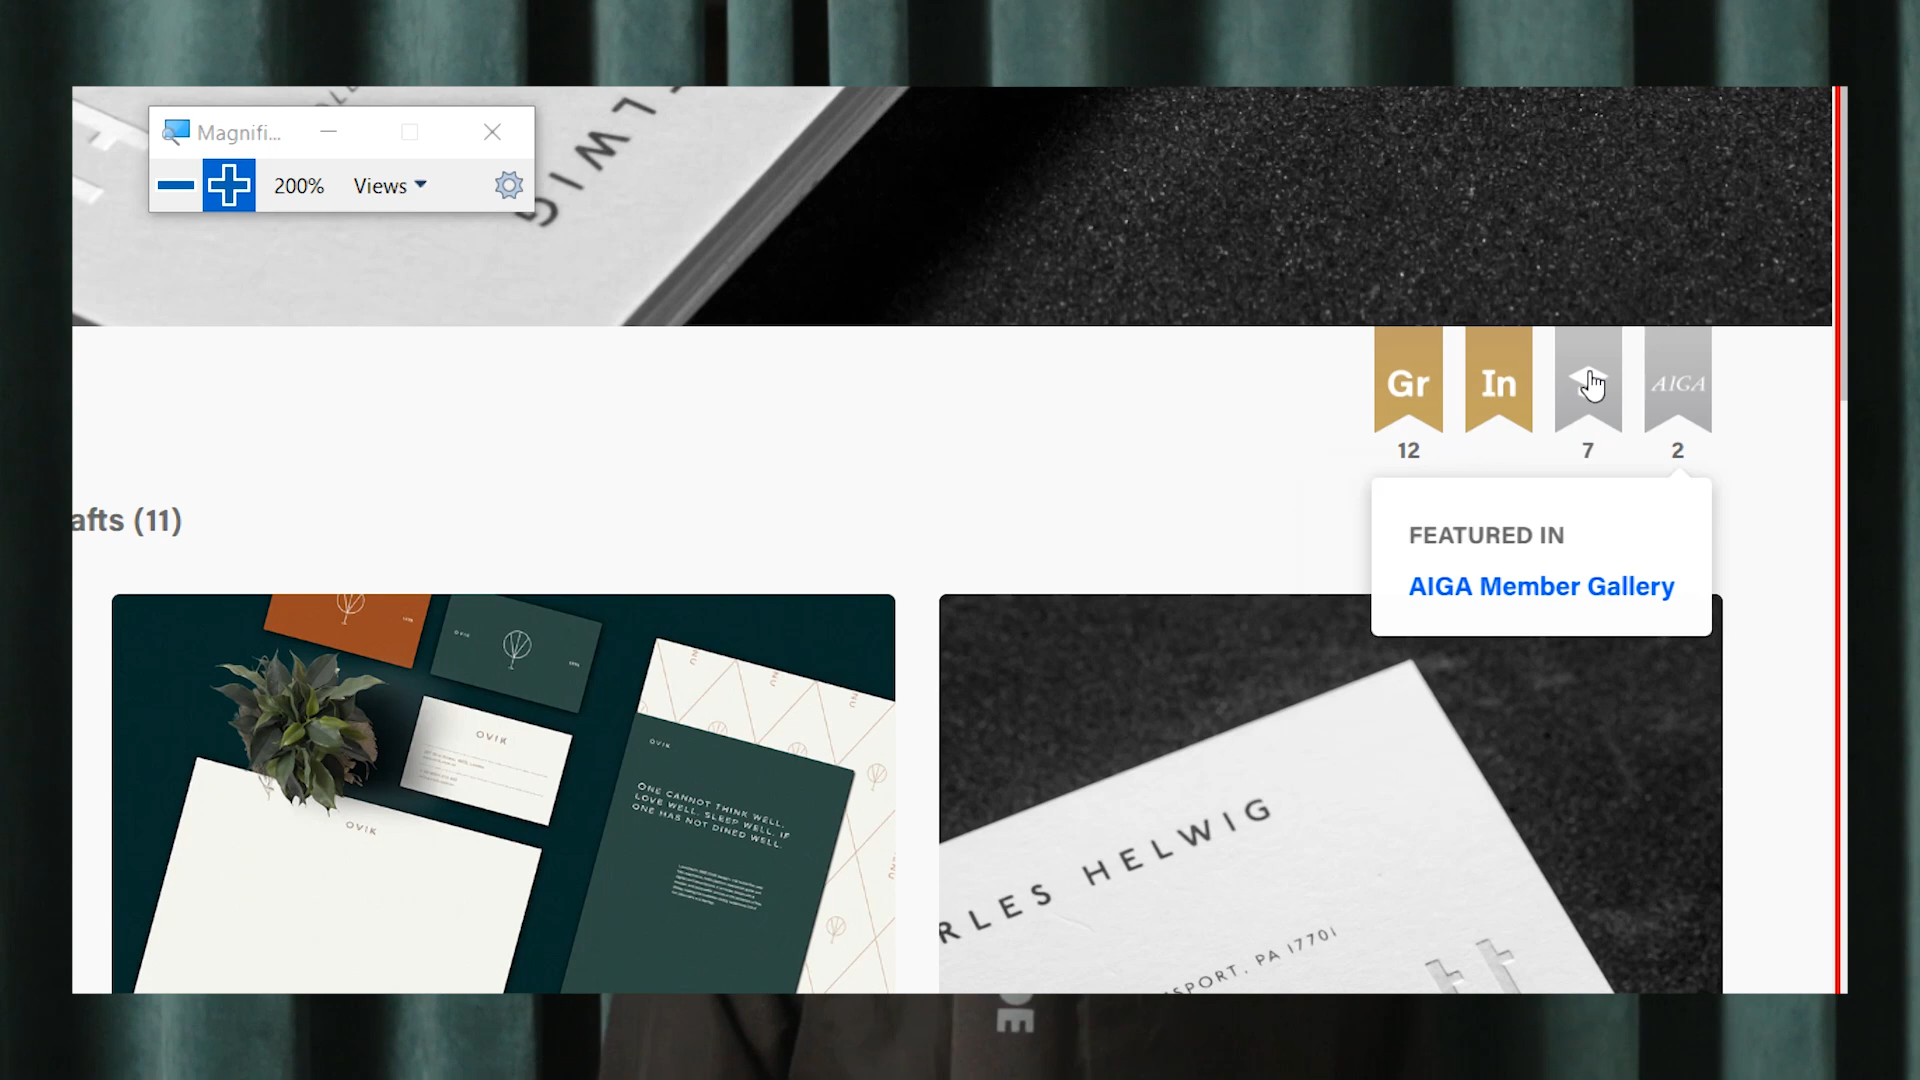 Magnifi...
200% Views
LWIG
Gr In AIGA
12 7 2
afts (11)
FEATURED IN
AIGA Member Gallery
OVIK
OVIK
OVIK
OVIK
ONE CANNOT THINK WELL,
LOVE WELL, SLEEP WELL, IF
ONE HAS NOT DINED WELL.
RLES HELWIG
SPORT, PA 17701